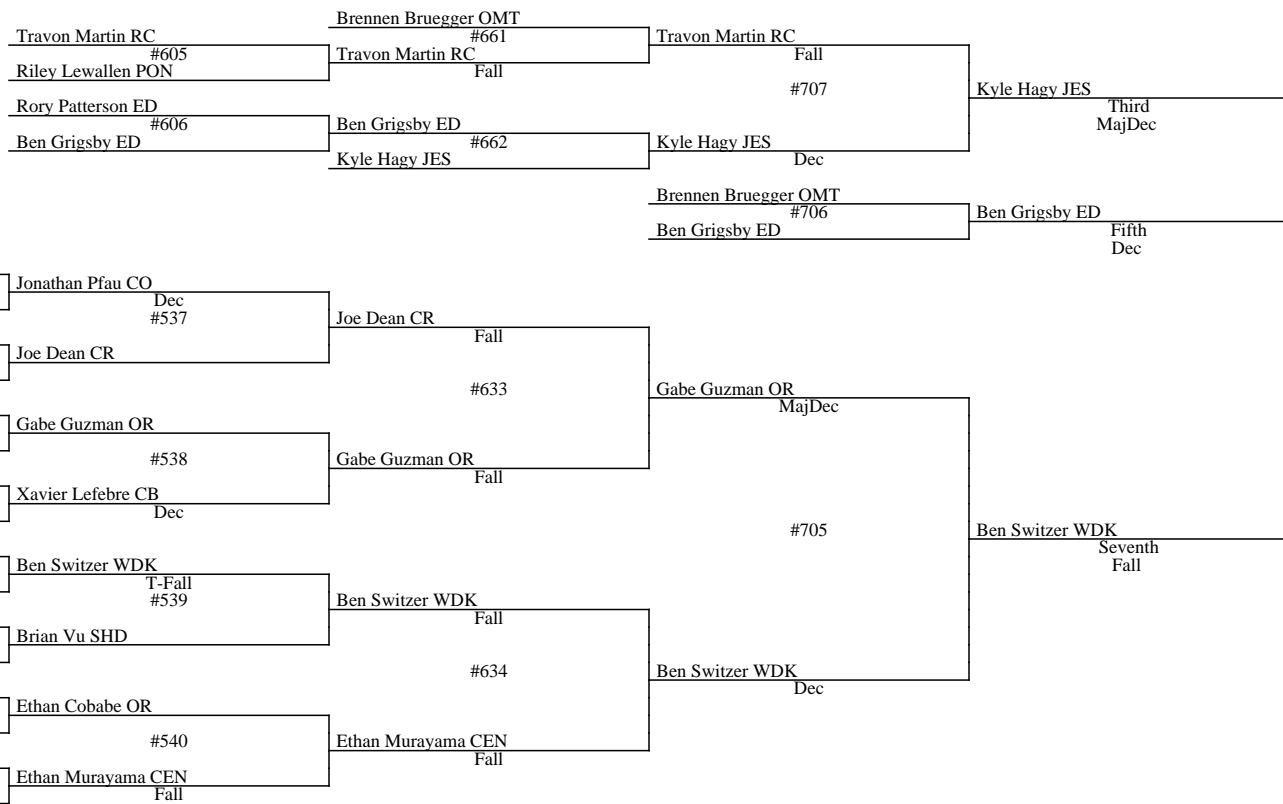 Brennen Bruegger OMT
Travon Martin RC
#661
Travon Martin RC
#605
Travon Martin RC
Fall
Riley Lewallen PON
Fall
#707
Kyle Hagy JES
Rory Patterson ED
Third
#606
Ben Grigsby ED
MajDec
Ben Grigsby ED
#662
Kyle Hagy JES
Kyle Hagy JES
Dec
Brennen Bruegger OMT
#706
Ben Grigsby ED
Ben Grigsby ED
Fifth
Dec
Jonathan Pfau CO
Dec
#537
Joe Dean CR
Fall
Joe Dean CR
#633
Gabe Guzman OR
MajDec
Gabe Guzman OR
#538
Gabe Guzman OR
Fall
Xavier Lefebre CB
Dec
#705
Ben Switzer WDK
Seventh
Fall
Ben Switzer WDK
T-Fall
#539
Ben Switzer WDK
Fall
Brian Vu SHD
#634
Ben Switzer WDK
Dec
Ethan Cobabe OR
#540
Ethan Murayama CEN
Fall
Ethan Murayama CEN
Fall